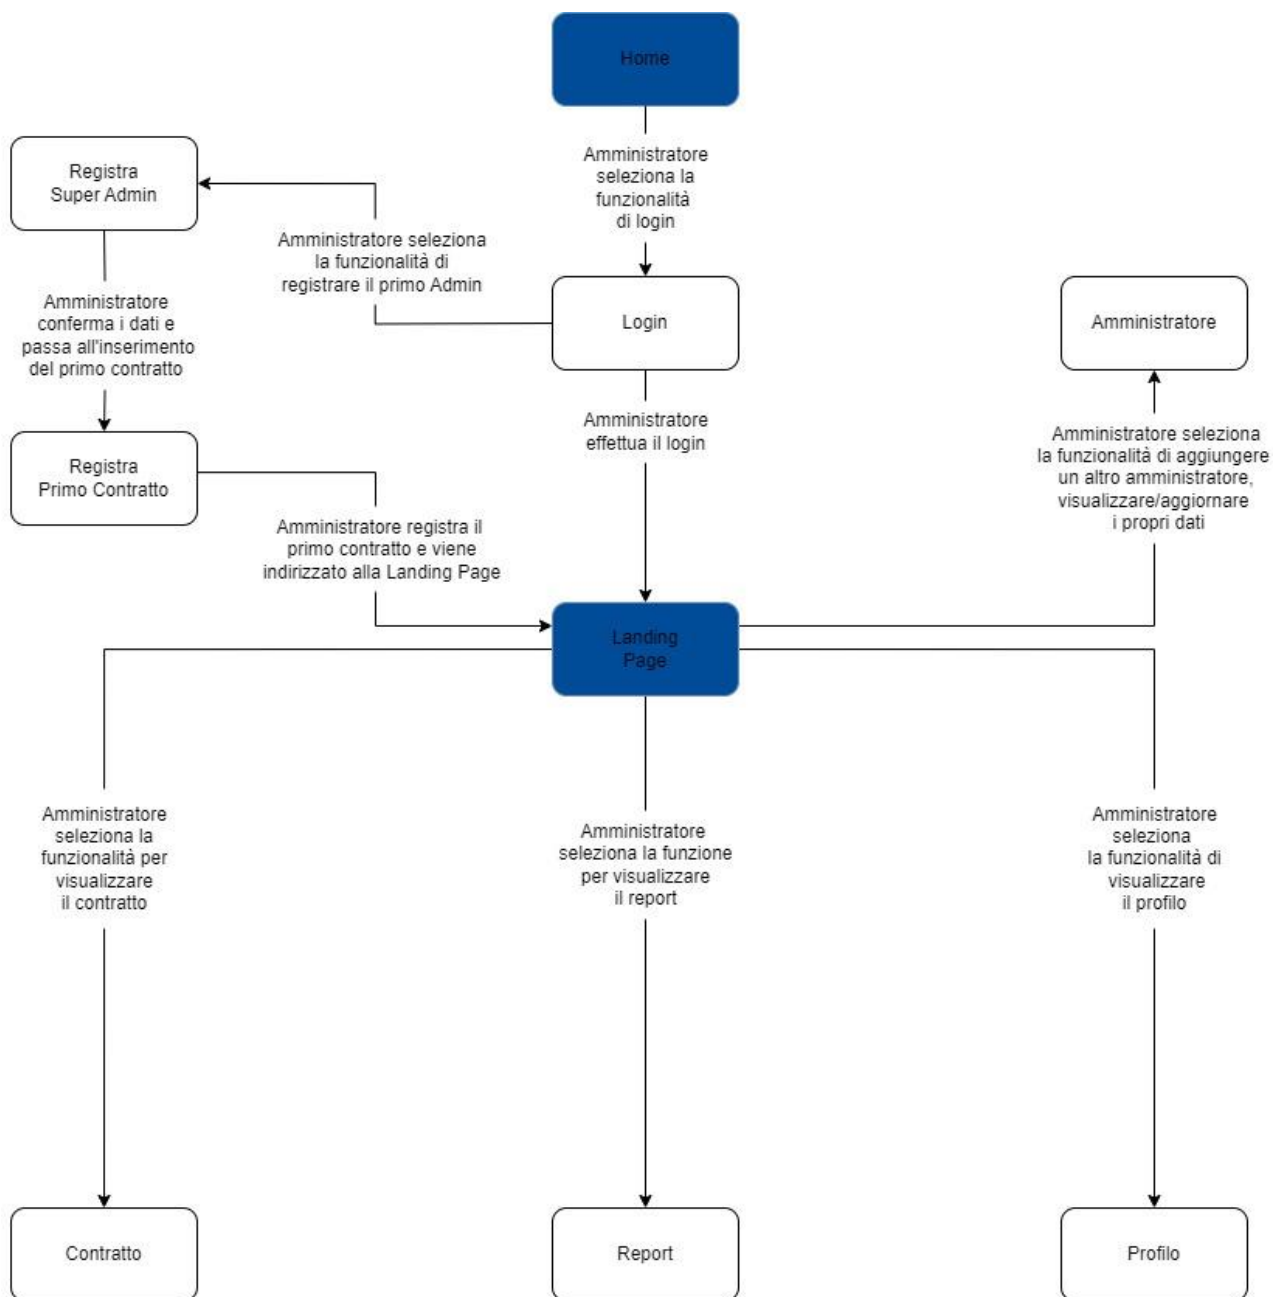 Home
Amministratore
seleziona la
funzionalità
di login
Registra
Super Admin
Amministratore seleziona
la funzionalità di
registrare il primo Admin
Login
Amministratore
Amministratore
conferma i dati e
passa all'inserimento
del primo contratto
Amministratore
effettua il login
Amministratore seleziona
la funzionalità di aggiungere
un altro amministratore,
visualizzare/aggiornare
i propri dati
Registra
Primo Contratto
Amministratore registra il
primo contratto e viene
indirizzato alla Landing Page
Landing
Page
Amministratore
seleziona la
funzionalità per
visualizzare
il contratto
Amministratore
seleziona la funzione
per visualizzare
il report
Amministratore
seleziona
la funzionalità di
visualizzare
il profilo
Contratto
Report
Profilo